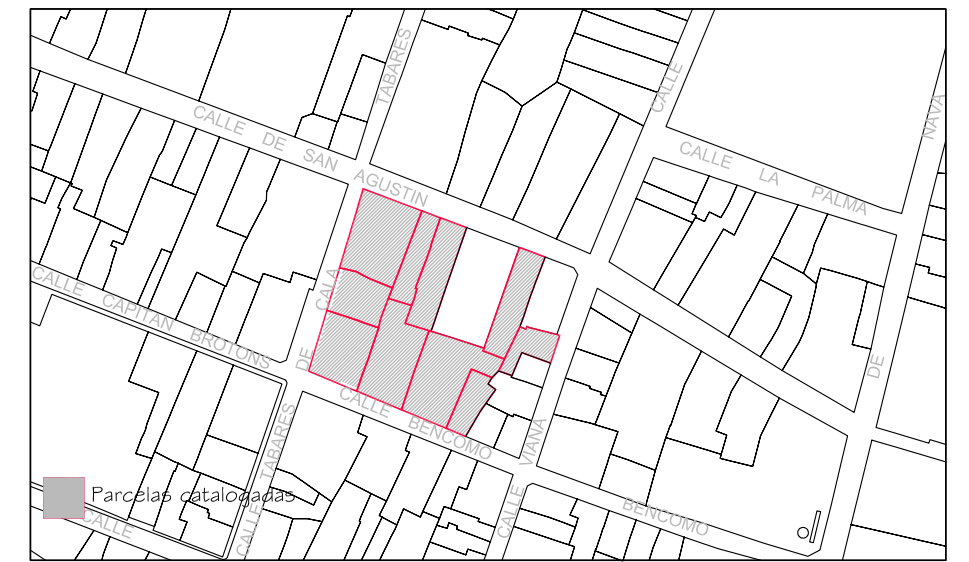 TABARES
CALLE
NAVA
CALLE DE SAN AGUSTIN
CALLE LA PALMA
CALLE CAPITAN BROTONS
CALA
DE
DE
CALLE BENCOMO
VIANA
TABARES
CALLE
CALLE
BENCOMO
Parcelas catalogadas
CALLE